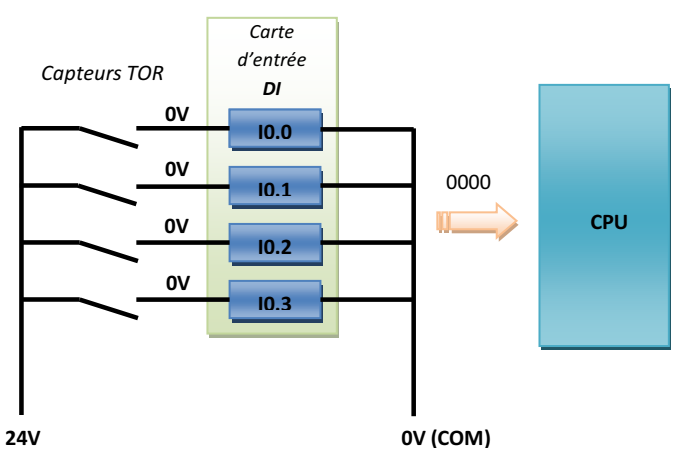 Carte
d'entrée
DI
Capteurs TOR
0V
I0.0
0V
I0.1
0000
0V
I0.2
CPU
0V
I0.3
24V
0V (COM)